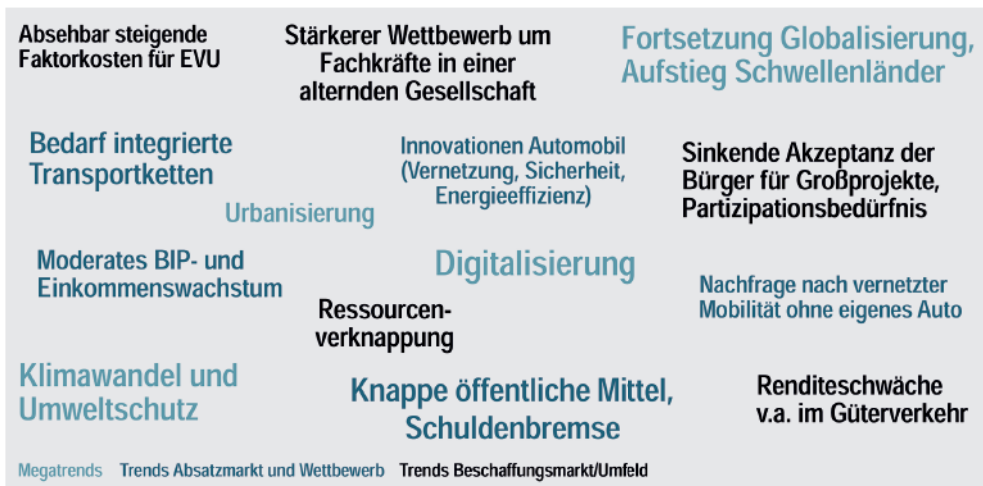 Absehbar steigende
Faktorkosten für EVU
Stärkerer Wettbewerb um
Fachkräfte in einer
alternden Gesellschaft
Fortsetzung Globalisierung,
Aufstieg Schwellenländer
Bedarf integrierte
Transportketten
Innovationen Automobil
(Vernetzung, Sicherheit,
Energieeffizienz)
Sinkende Akzeptanz der
Bürger für Großprojekte,
Partizipationsbedürfnis
Urbanisierung
Moderates BIP- und
Einkommenswachstum
Digitalisierung
Nachfrage nach vernetzter
Mobilität ohne eigenes Auto
Ressourcen-
verknappung
Klimawandel und
Umweltschutz
Knappe öffentliche Mittel,
Schuldenbremse
Renditeschwäche
v.a. im Güterverkehr
Megatrends Trends Absatzmarkt und Wettbewerb Trends Beschaffungsmarkt/Umfeld